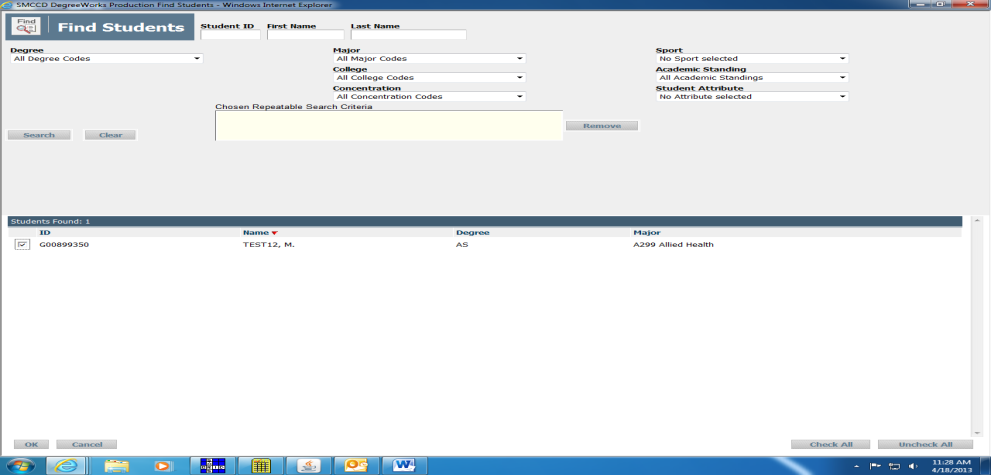 SMCCD DegreeWorks Production Find Students - Windows Internet Explorer
Find
Find Students
Student ID First Name Last Name
Degree Major Sport
All Degree Codes All Major Codes No Sport selected
College Academic Standing
All College Codes All Academic Standings
Concentration Student Attribute
All Concentration Codes No Attribute selected
Chosen Repeatable Search Criteria
Remove
Search Clear
Students Found: 1
ID Name Degree Major
G00899350 TEST12, M. AS A299 Allied Health
OK Cancel Check All Uncheck All
11:28 AM
4/18/2013